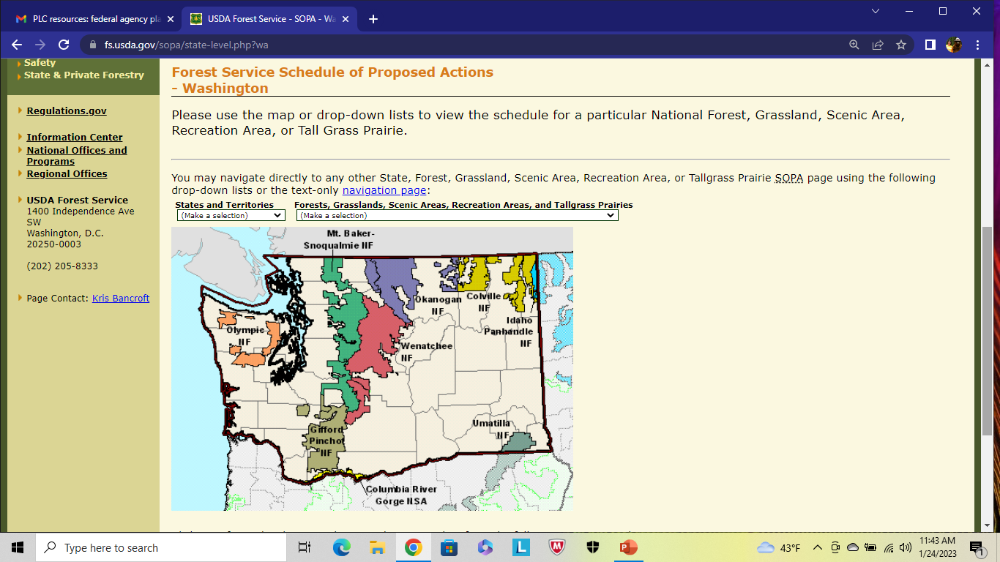 PLC resources: federal agency pla
USDA Forest Service - SOPA - Wa
fs.usda.gov/sopa/state-level.php?wa
Safety
State & Private Forestry
Regulations.gov
Information Center
National Offices and
Programs
Regional Offices
USDA Forest Service
1400 Independence Ave
SW
Washington, D.C.
20250-0003
(202) 205-8333
Page Contact: Kris Bancroft
Forest Service Schedule of Proposed Actions
- Washington
Please use the map or drop-down lists to view the schedule for a particular National Forest, Grassland, Scenic Area,
Recreation Area, or Tall Grass Prairie.
You may navigate directly to any other State, Forest, Grassland, Scenic Area, Recreation Area, or Tallgrass Prairie SOPA page using the following
drop-down lists or the text-only navigation page:
States and Territories
Forests, Grasslands, Scenic Areas, Recreation Areas, and Tallgrass Prairies
(Make a selection)
(Make a selection)
Mt. Baker-
Snoqualmie NF
Okanogan
NF
Colville
NF
Idaho
Panhandle
NF
Olympic
NF
Wenatchee
NF
Gifford
Pinchot
NF
Umatilla
NF
Columbia River
Gorge NSA
Type here to search
L
P
43°F
11:43 AM
1/24/2023
1